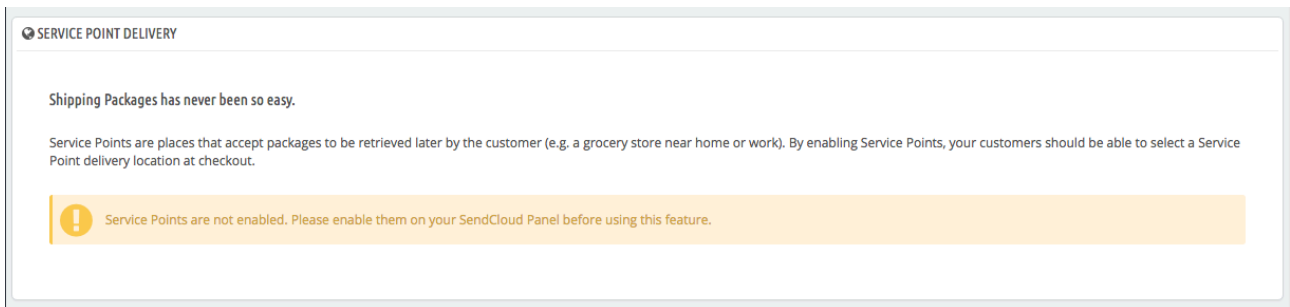 SERVICE POINT DELIVERY
Shipping Packages has never been so easy.
Service Points are places that accept packages to be retrieved later by the customer (e.g. a grocery store near home or work). By enabling Service Points, your customers should be able to select a Service
Point delivery location at checkout.
Service Points are not enabled. Please enable them on your SendCloud Panel before using this feature.